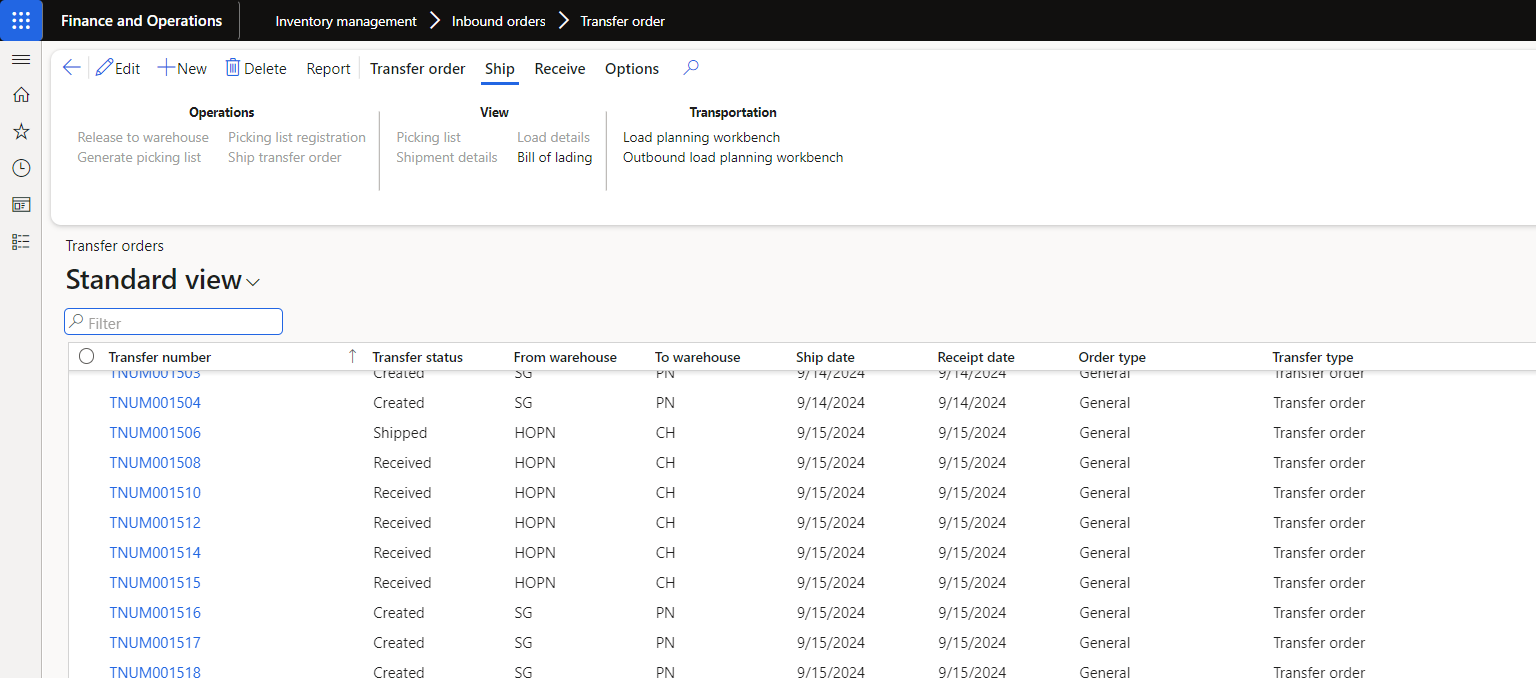 Finance and Operations
Inventory management > Inbound orders > Transfer order
Edit New Delete Report Transfer order Ship Receive Options
Operations View Transportation
Release to warehouse Picking list registration Picking list Load details Load planning workbench
Generate picking list Ship transfer order Shipment details Bill of lading Outbound load planning workbench
Transfer orders
Standard view
Filter
Transfer number Transfer status From warehouse To warehouse Ship date Receipt date Order type Transfer type
TNUM001503 Created SG PN 9/14/2024 9/14/2024 General Transfer order
TNUM001504 Created SG PN 9/14/2024 9/14/2024 General Transfer order
TNUM001506 Shipped HOPN CH 9/15/2024 9/15/2024 General Transfer order
TNUM001508 Received HOPN CH 9/15/2024 9/15/2024 General Transfer order
TNUM001510 Received HOPN CH 9/15/2024 9/15/2024 General Transfer order
TNUM001512 Received HOPN CH 9/15/2024 9/15/2024 General Transfer order
TNUM001514 Received HOPN CH 9/15/2024 9/15/2024 General Transfer order
TNUM001515 Received HOPN CH 9/15/2024 9/15/2024 General Transfer order
TNUM001516 Created SG PN 9/15/2024 9/15/2024 General Transfer order
TNUM001517 Created SG PN 9/15/2024 9/15/2024 General Transfer order
TNUM001518 Created SG PN 9/15/2024 9/15/2024 General Transfer order